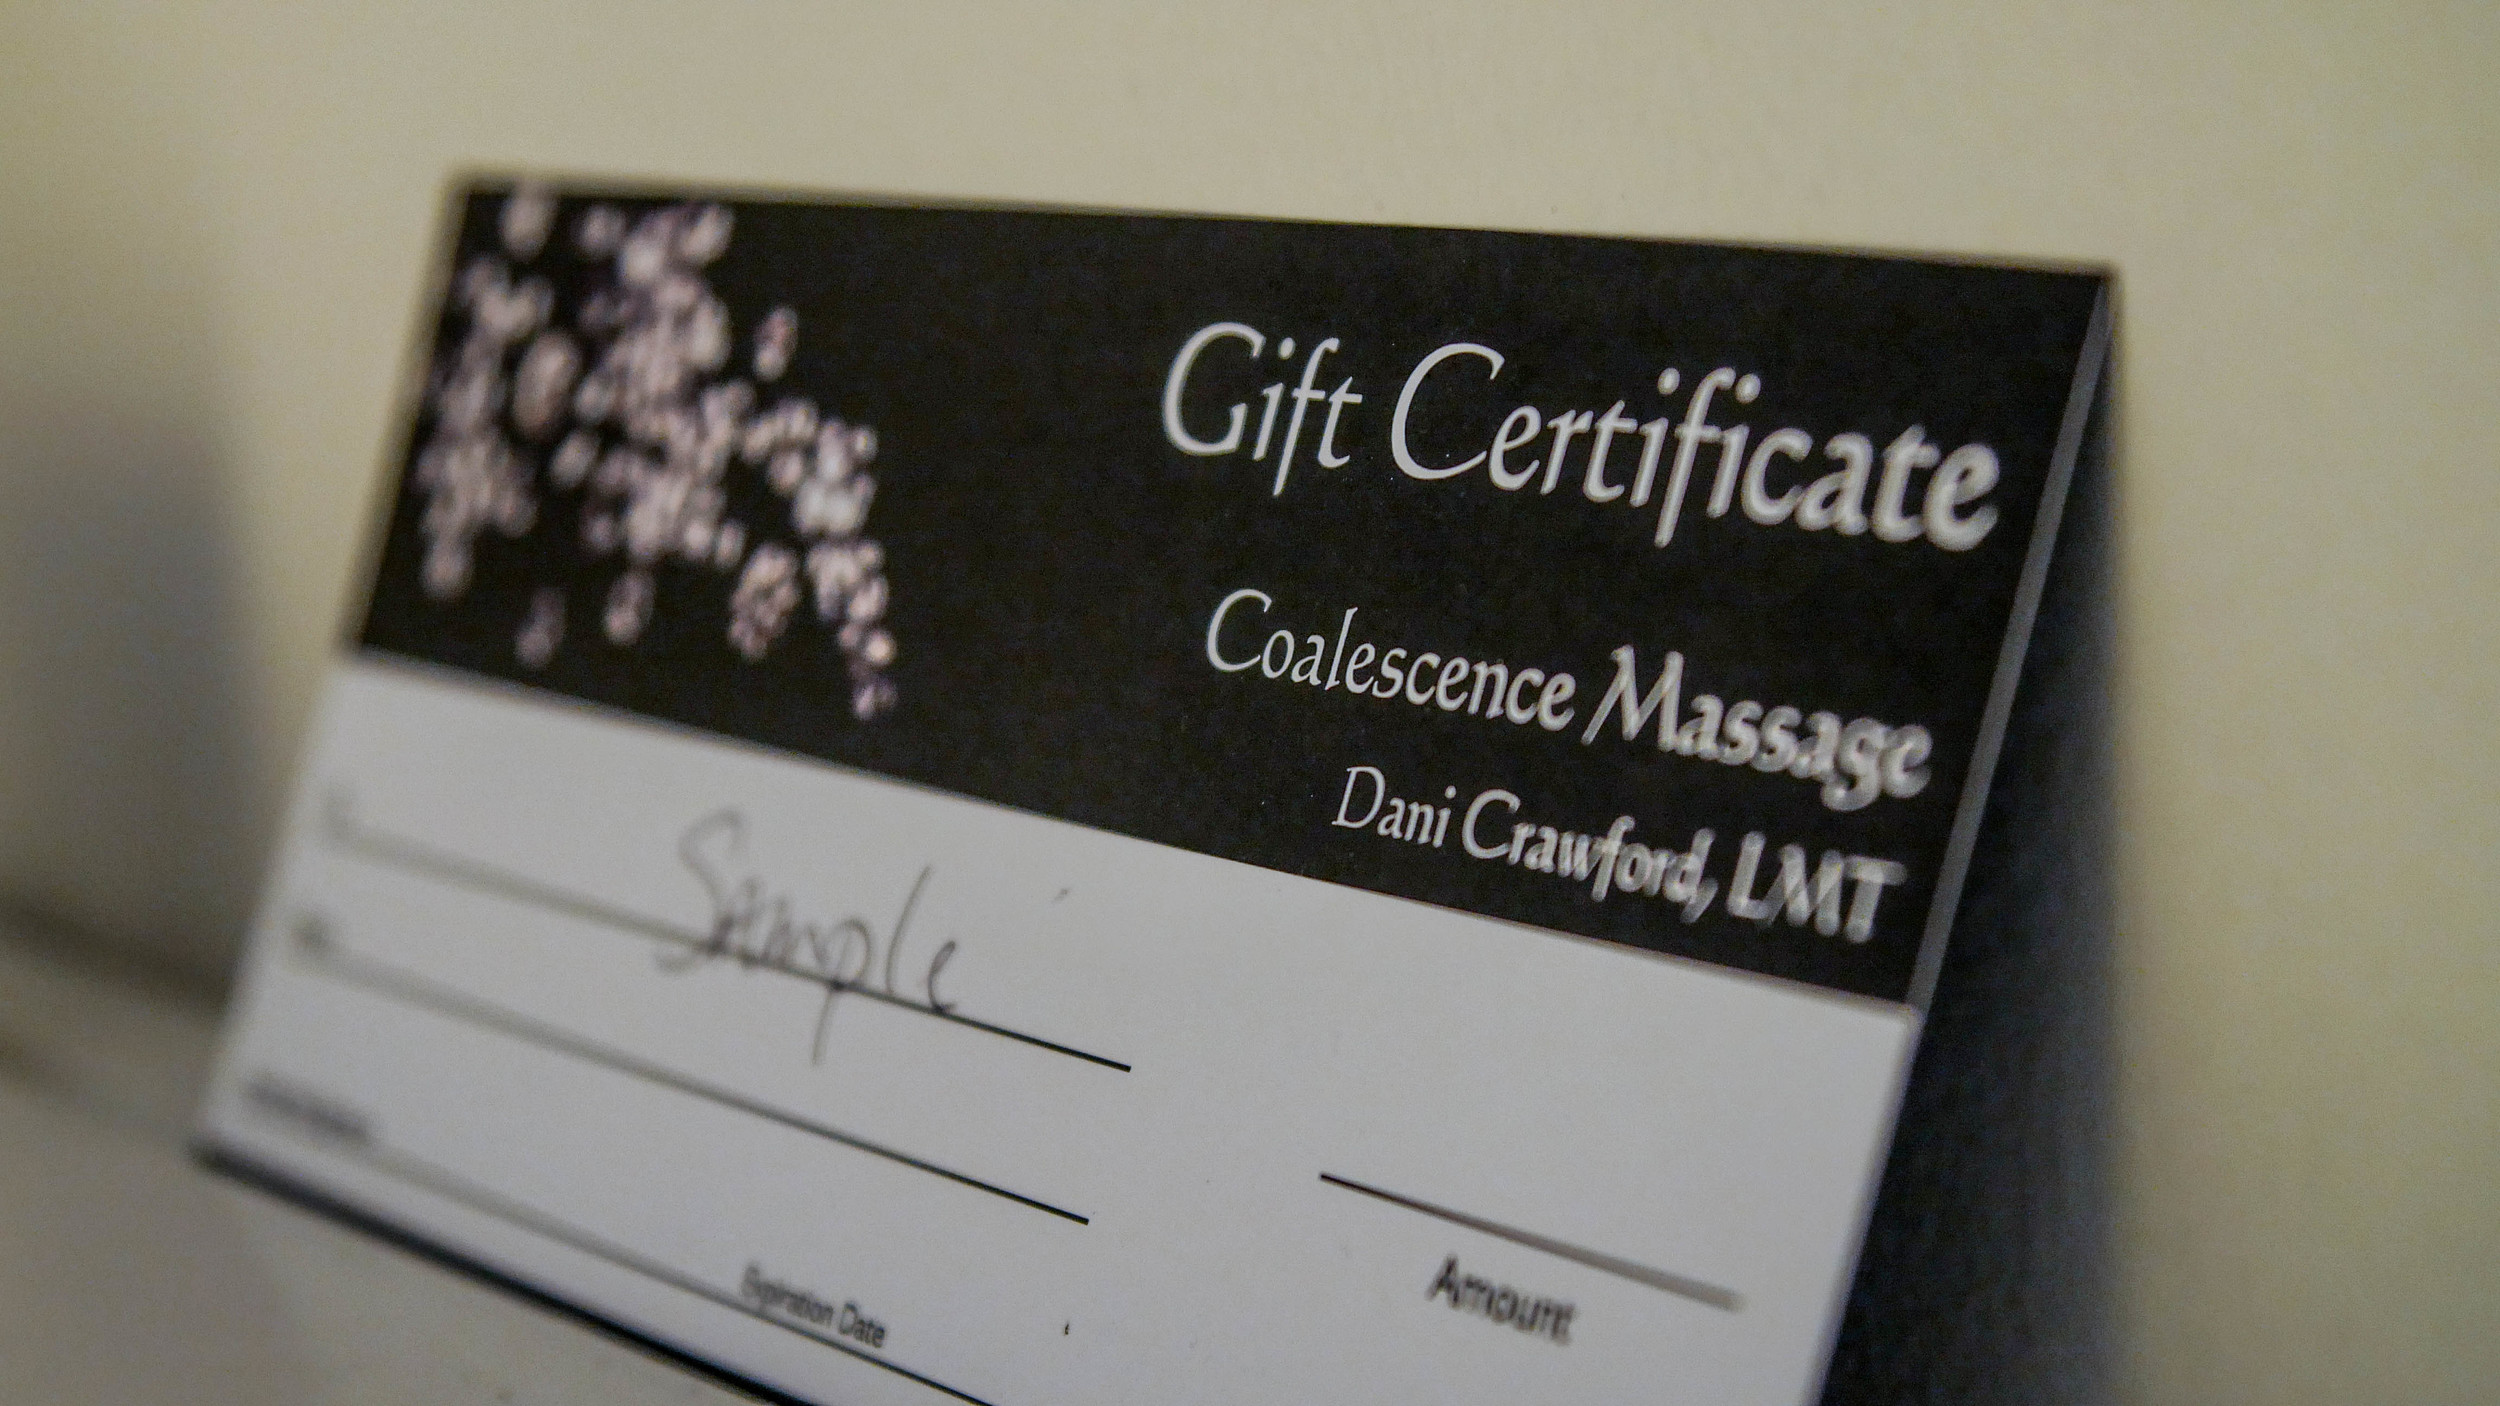 Gift Certificate
Coalescence Massage
Dani Crawford, LMT
Sample
Amount
Expiration Date